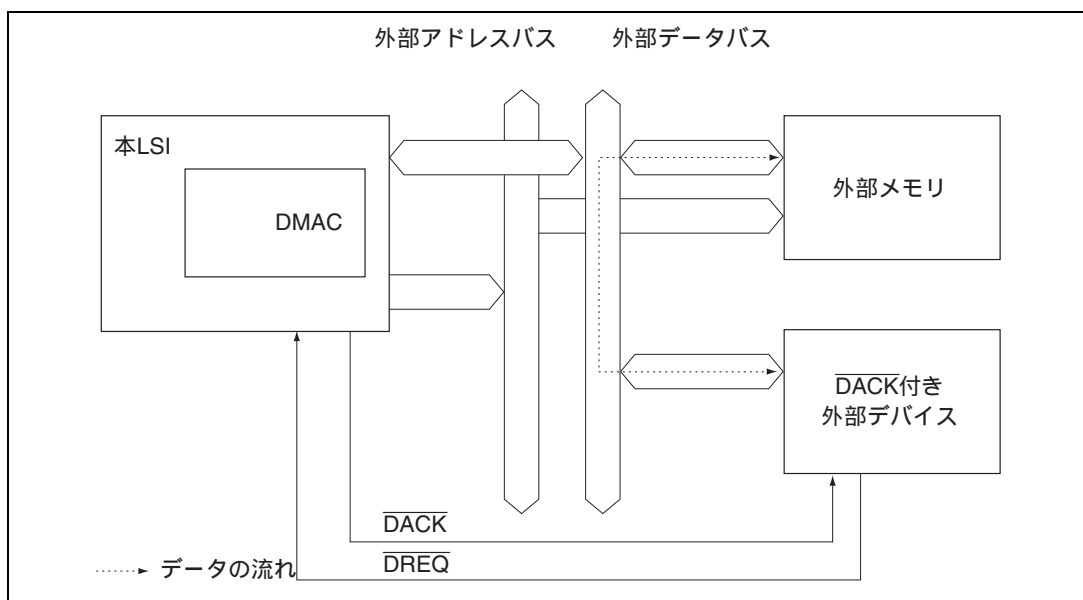 外部アドレスバス
外部データバス
本LSI
DMAC
外部メモリ
DACK付き
外部デバイス
DACK
DREQ
データの流れ